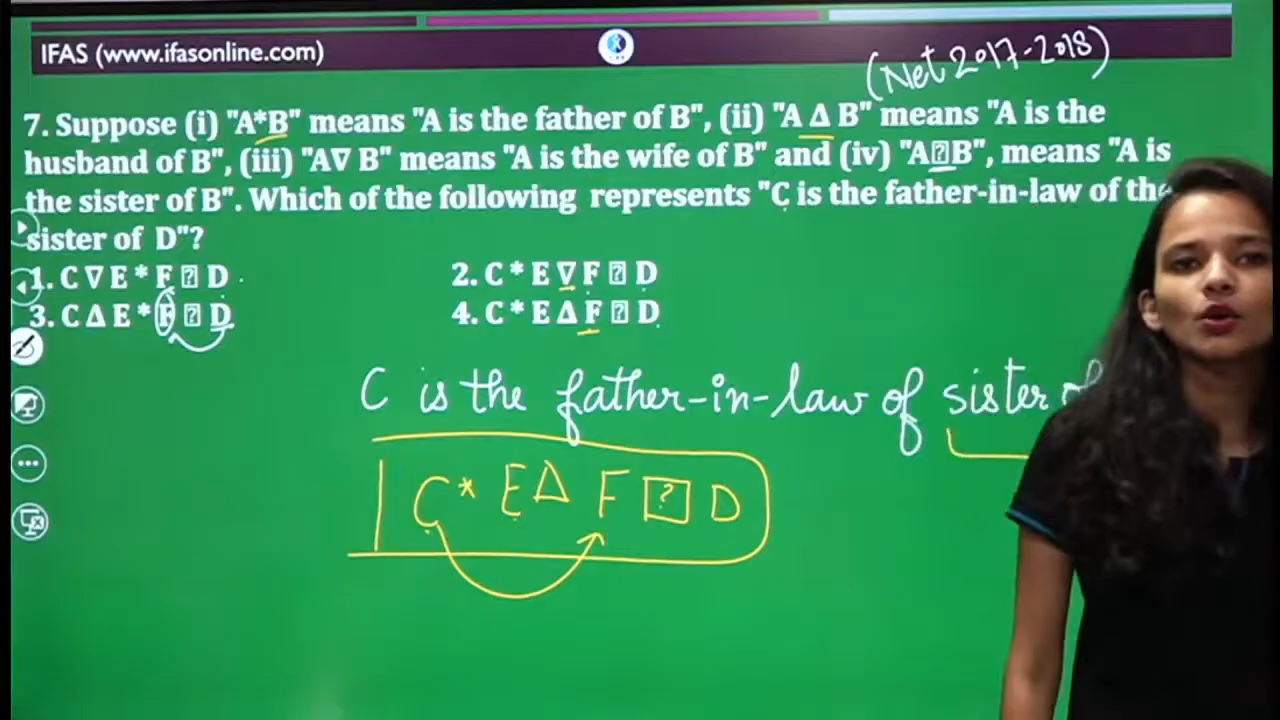 IFAS (www.ifasonline.com)
(Net 2017-2018)
7. Suppose (i) "A*B" means "A is the father of B", (ii) "A Δ B" means "A is the
husband of B", (iii) "A∇ B" means "A is the wife of B" and (iv) "A⍰B", means "A is
the sister of B". Which of the following represents "C is the father-in-law of the
sister of D"?
1. C ∇ E * F ⍰ D
2. C * E ∇ F ⍰ D
3. C Δ E * F ⍰ D
4. C * E Δ F ⍰ D
C is the father-in-law of sister of
C * E Δ F ⍰ D